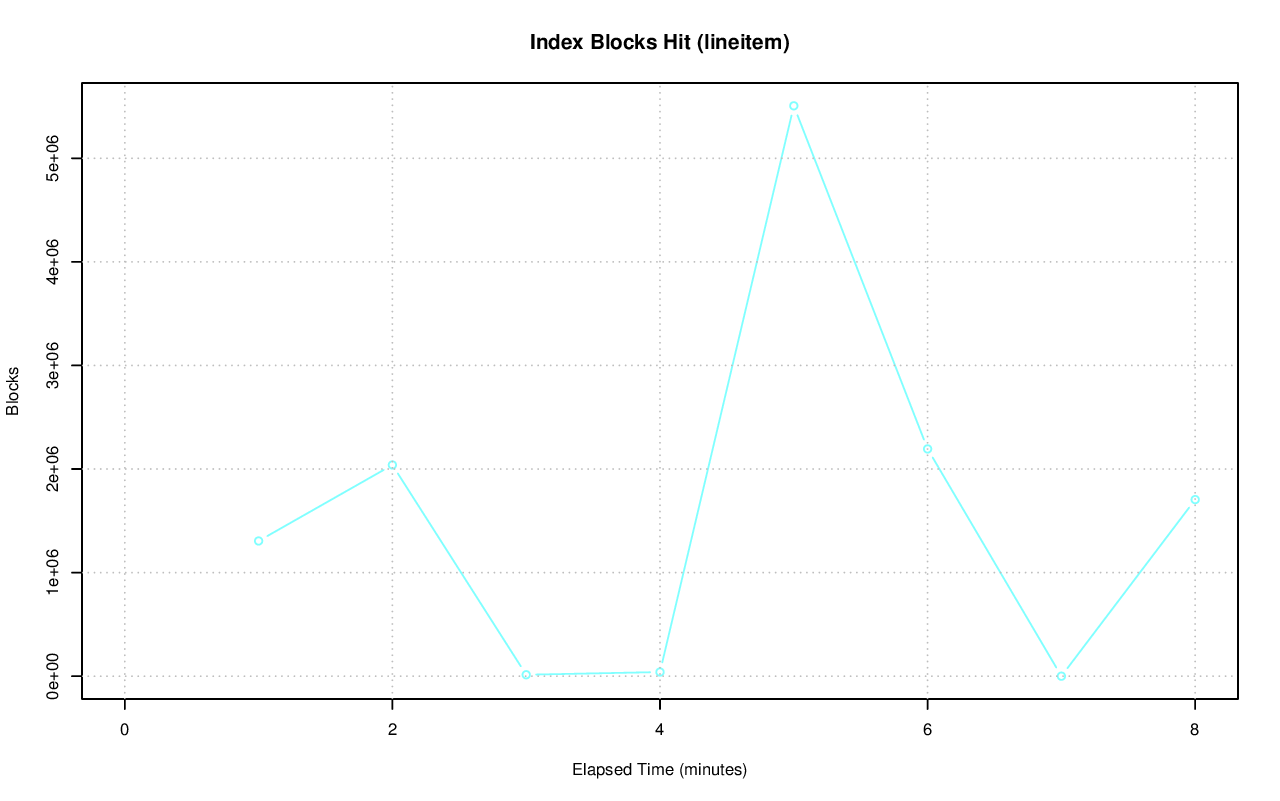 Index Blocks Hit (lineitem)
Blocks
5e+06
4e+06
3e+06
2e+06
1e+06
0e+00
0 2 4 6 8
Elapsed Time (minutes)